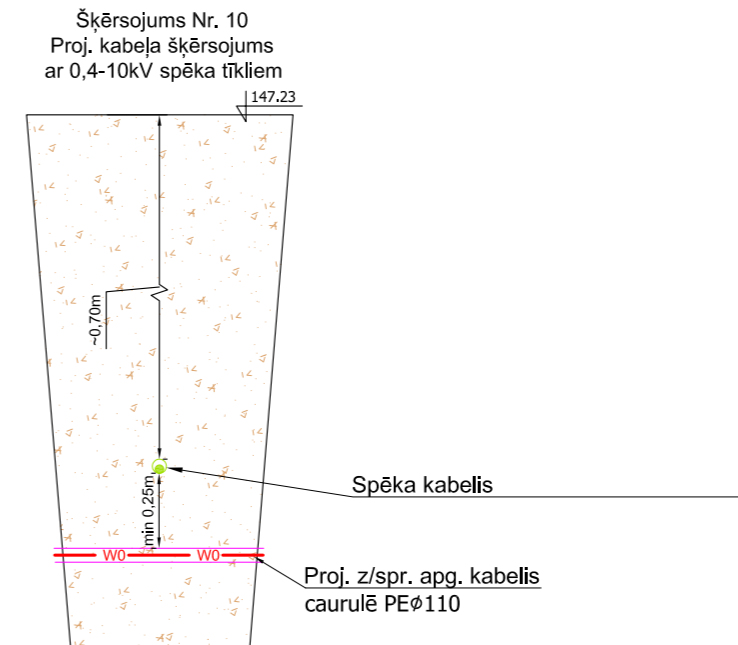 Šķērsojums Nr. 10
Proj. kabeļa šķērsojums
ar 0,4-10kV spēka tīkliem
147.23
~0,70m
min 0,25m
Spēka kabelis
W0 W0
Proj. z/spr. apg. kabelis
caurulē PEϕ110